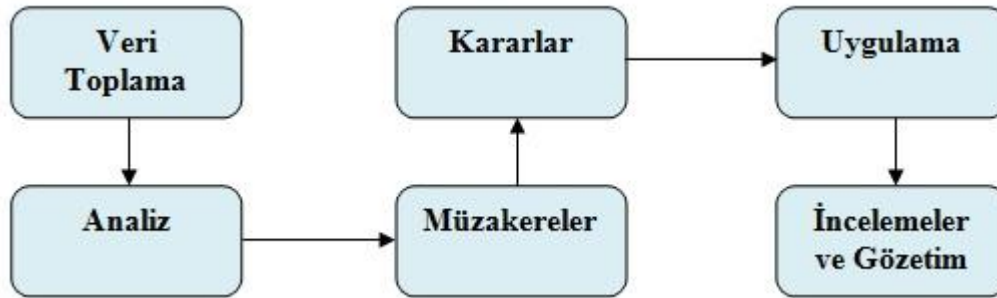 Veri
Toplama
Analiz
Müzakereler
Kararlar
Uygulama
İncelemeler
ve Gözetim